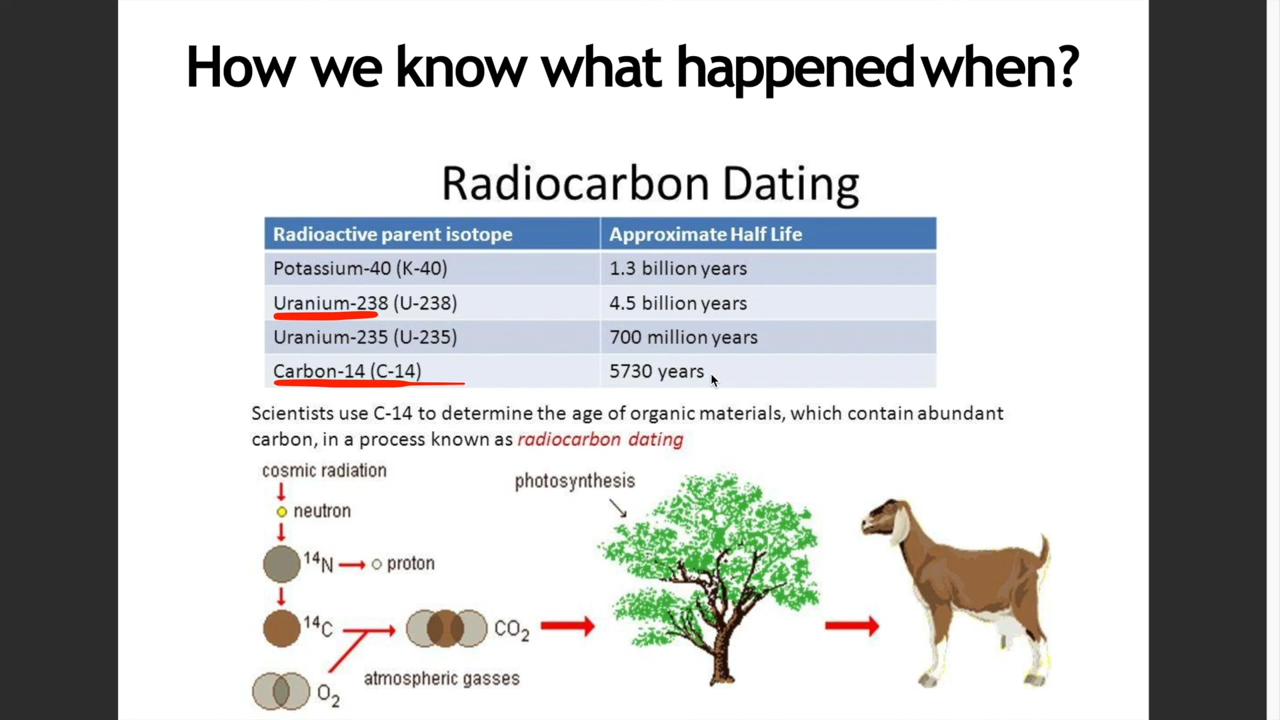 How we know what happened when?
Radiocarbon Dating
Radioactive parent isotope Approximate Half Life
Potassium-40 (K-40) 1.3 billion years
Uranium-238 (U-238) 4.5 billion years
Uranium-235 (U-235) 700 million years
Carbon-14 (C-14) 5730 years
Scientists use C-14 to determine the age of organic materials, which contain abundant
carbon, in a process known as radiocarbon dating
cosmic radiation
photosynthesis
neutron
¹⁴N proton
¹⁴C CO₂
atmospheric gasses
O₂